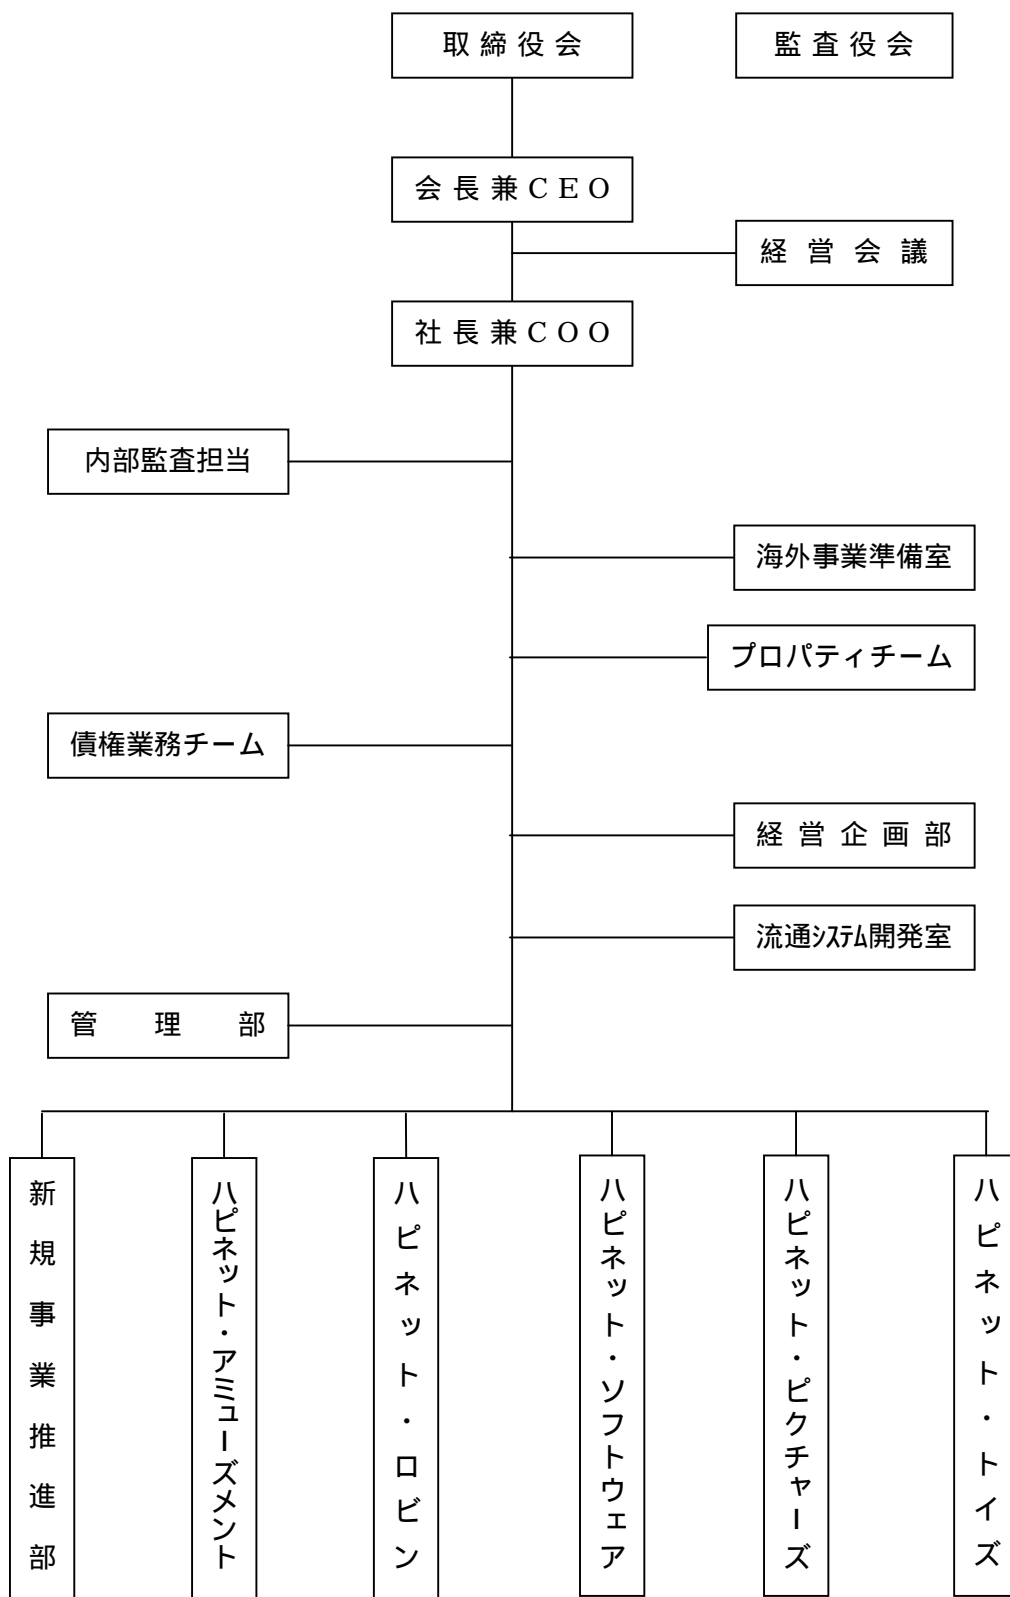 取締役会
監査役会
会長兼CEO
経営会議
社長兼COO
内部監査担当
海外事業準備室
プロパティチーム
債権業務チーム
経営企画部
流通ｼｽﾃﾑ開発室
管理部
新規事業推進部
ハピネット・アミューズメント
ハピネット・ロビン
ハピネット・ソフトウェア
ハピネット・ピクチャーズ
ハピネット・トイズ